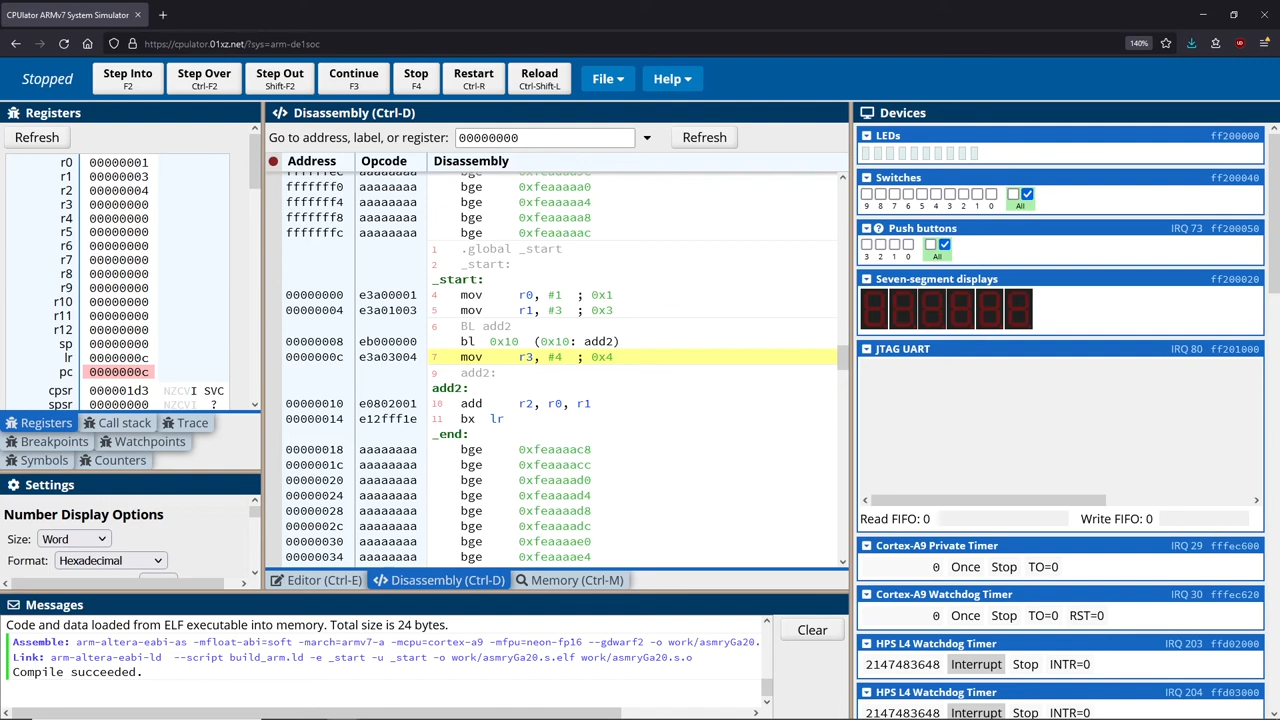 CPUlator ARMv7 System Simulator
https://cpulator.01xz.net/?sys=arm-de1soc
140%
Stopped
Step Into
F2
Step Over
Ctrl-F2
Step Out
Shift-F2
Continue
F3
Stop
F4
Restart
Ctrl-R
Reload
Ctrl-Shift-L
File
Help
Registers
Refresh
r0 00000001
r1 00000003
r2 00000004
r3 00000000
r4 00000000
r5 00000000
r6 00000000
r7 00000000
r8 00000000
r9 00000000
r10 00000000
r11 00000000
r12 00000000
sp 00000000
lr 0000000c
pc 0000000c
cpsr 000001d3 NZCVI SVC
spsr 00000000 NZCVI ?
Registers Call stack Trace
Breakpoints Watchpoints
Symbols Counters
Settings
Number Display Options
Size: Word
Format: Hexadecimal
Disassembly (Ctrl-D)
Go to address, label, or register: 00000000 Refresh
Address Opcode Disassembly
ffffffec aaaaaaaa bge 0xfeaaaa9c
fffffff0 aaaaaaaa bge 0xfeaaaaa0
fffffff4 aaaaaaaa bge 0xfeaaaaa4
fffffff8 aaaaaaaa bge 0xfeaaaaa8
fffffffc aaaaaaaa bge 0xfeaaaaac
1 .global _start
2 _start:
_start:
00000000 e3a00001 4 mov r0, #1 ; 0x1
00000004 e3a01003 5 mov r1, #3 ; 0x3
6 BL add2
00000008 eb000000 bl 0x10 (0x10: add2)
0000000c e3a03004 7 mov r3, #4 ; 0x4
9 add2:
add2:
00000010 e0802001 10 add r2, r0, r1
00000014 e12fff1e 11 bx lr
_end:
00000018 aaaaaaaa bge 0xfeaaaac8
0000001c aaaaaaaa bge 0xfeaaaacc
00000020 aaaaaaaa bge 0xfeaaaad0
00000024 aaaaaaaa bge 0xfeaaaad4
00000028 aaaaaaaa bge 0xfeaaaad8
0000002c aaaaaaaa bge 0xfeaaaadc
00000030 aaaaaaaa bge 0xfeaaaae0
00000034 aaaaaaaa bge 0xfeaaaae4
Editor (Ctrl-E) Disassembly (Ctrl-D) Memory (Ctrl-M)
Messages
Code and data loaded from ELF executable into memory. Total size is 24 bytes.
Assemble: arm-altera-eabi-as -mfloat-abi=soft -march=armv7-a -mcpu=cortex-a9 -mfpu=neon-fp16 --gdwarf2 -o work/asmryGa20.
Link: arm-altera-eabi-ld --script build_arm.ld -e _start -u _start -o work/asmryGa20.s.elf work/asmryGa20.s.o
Compile succeeded.
Clear
Devices
LEDs ff200000
Switches ff200040
9 8 7 6 5 4 3 2 1 0 All
Push buttons IRQ 73 ff200050
3 2 1 0 All
Seven-segment displays ff200020
888888
JTAG UART IRQ 80 ff201000
Read FIFO: 0 Write FIFO: 0
Cortex-A9 Private Timer IRQ 29 fffec600
0 Once Stop TO=0
Cortex-A9 Watchdog Timer IRQ 30 fffec620
0 Once Stop TO=0 RST=0
HPS L4 Watchdog Timer IRQ 203 ffd02000
2147483648 Interrupt Stop INTR=0
HPS L4 Watchdog Timer IRQ 204 ffd03000
2147483648 Interrupt Stop INTR=0